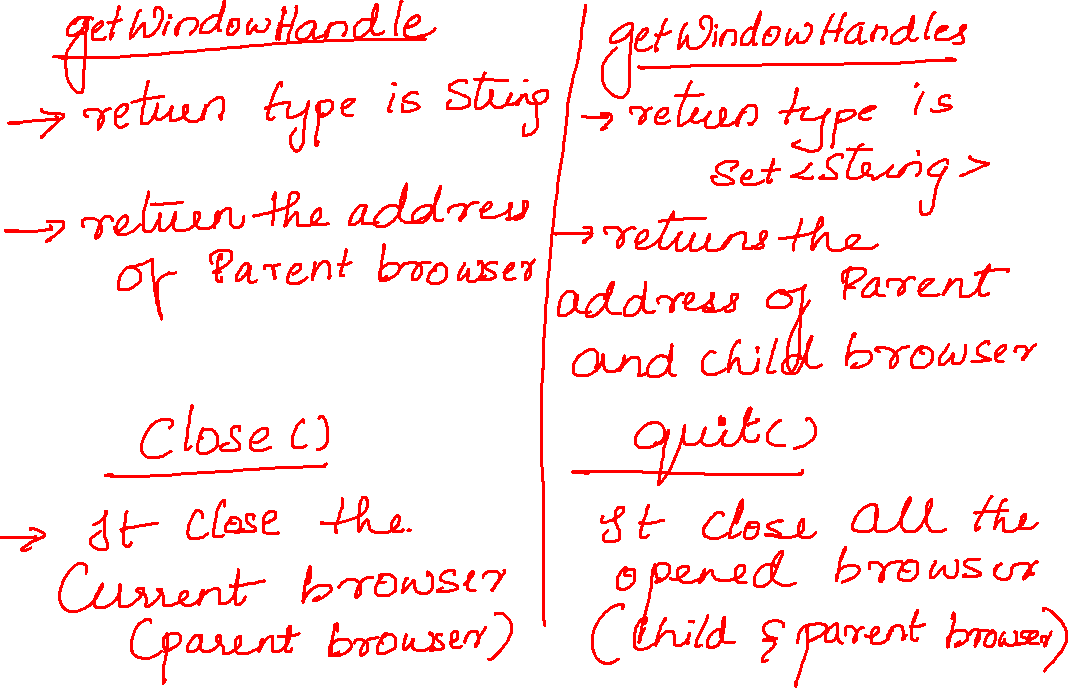 getWindowHandle
→ return type is String
→ return the address
of Parent browser
getWindowHandles
→ return type is
Set <String>
→ returns the
address of Parent
and child browser
Close ()
→ It close the
Current browser
(parent browser)
quit()
It close all the
opened browser
(child & parent browser)